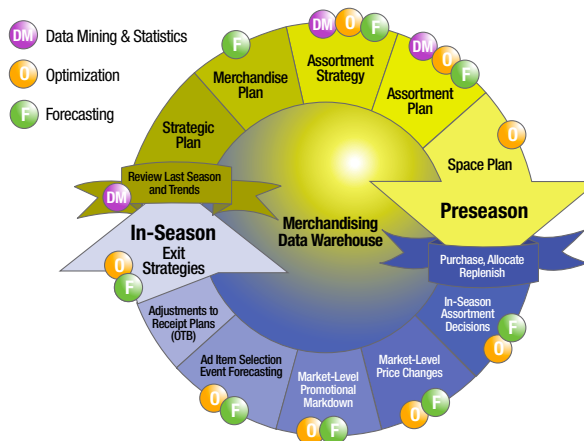 DM Data Mining & Statistics
O Optimization
F Forecasting
F
Merchandise
Plan
DM O F
Assortment
Strategy
DM O F
Assortment
Plan
O
Space Plan
Strategic
Plan
Review Last Season
and Trends
DM
Preseason
Merchandising
Data Warehouse
In-Season
Exit
Strategies
O
F
Purchase, Allocate
Replenish
In-Season
Assortment
Decisions
F
O
Adjustments to
Receipt Plans
(OTB)
Ad Item Selection
Event Forecasting
O
F
Market-Level
Promotional
Markdown
O F
Market-Level
Price Changes
O
F